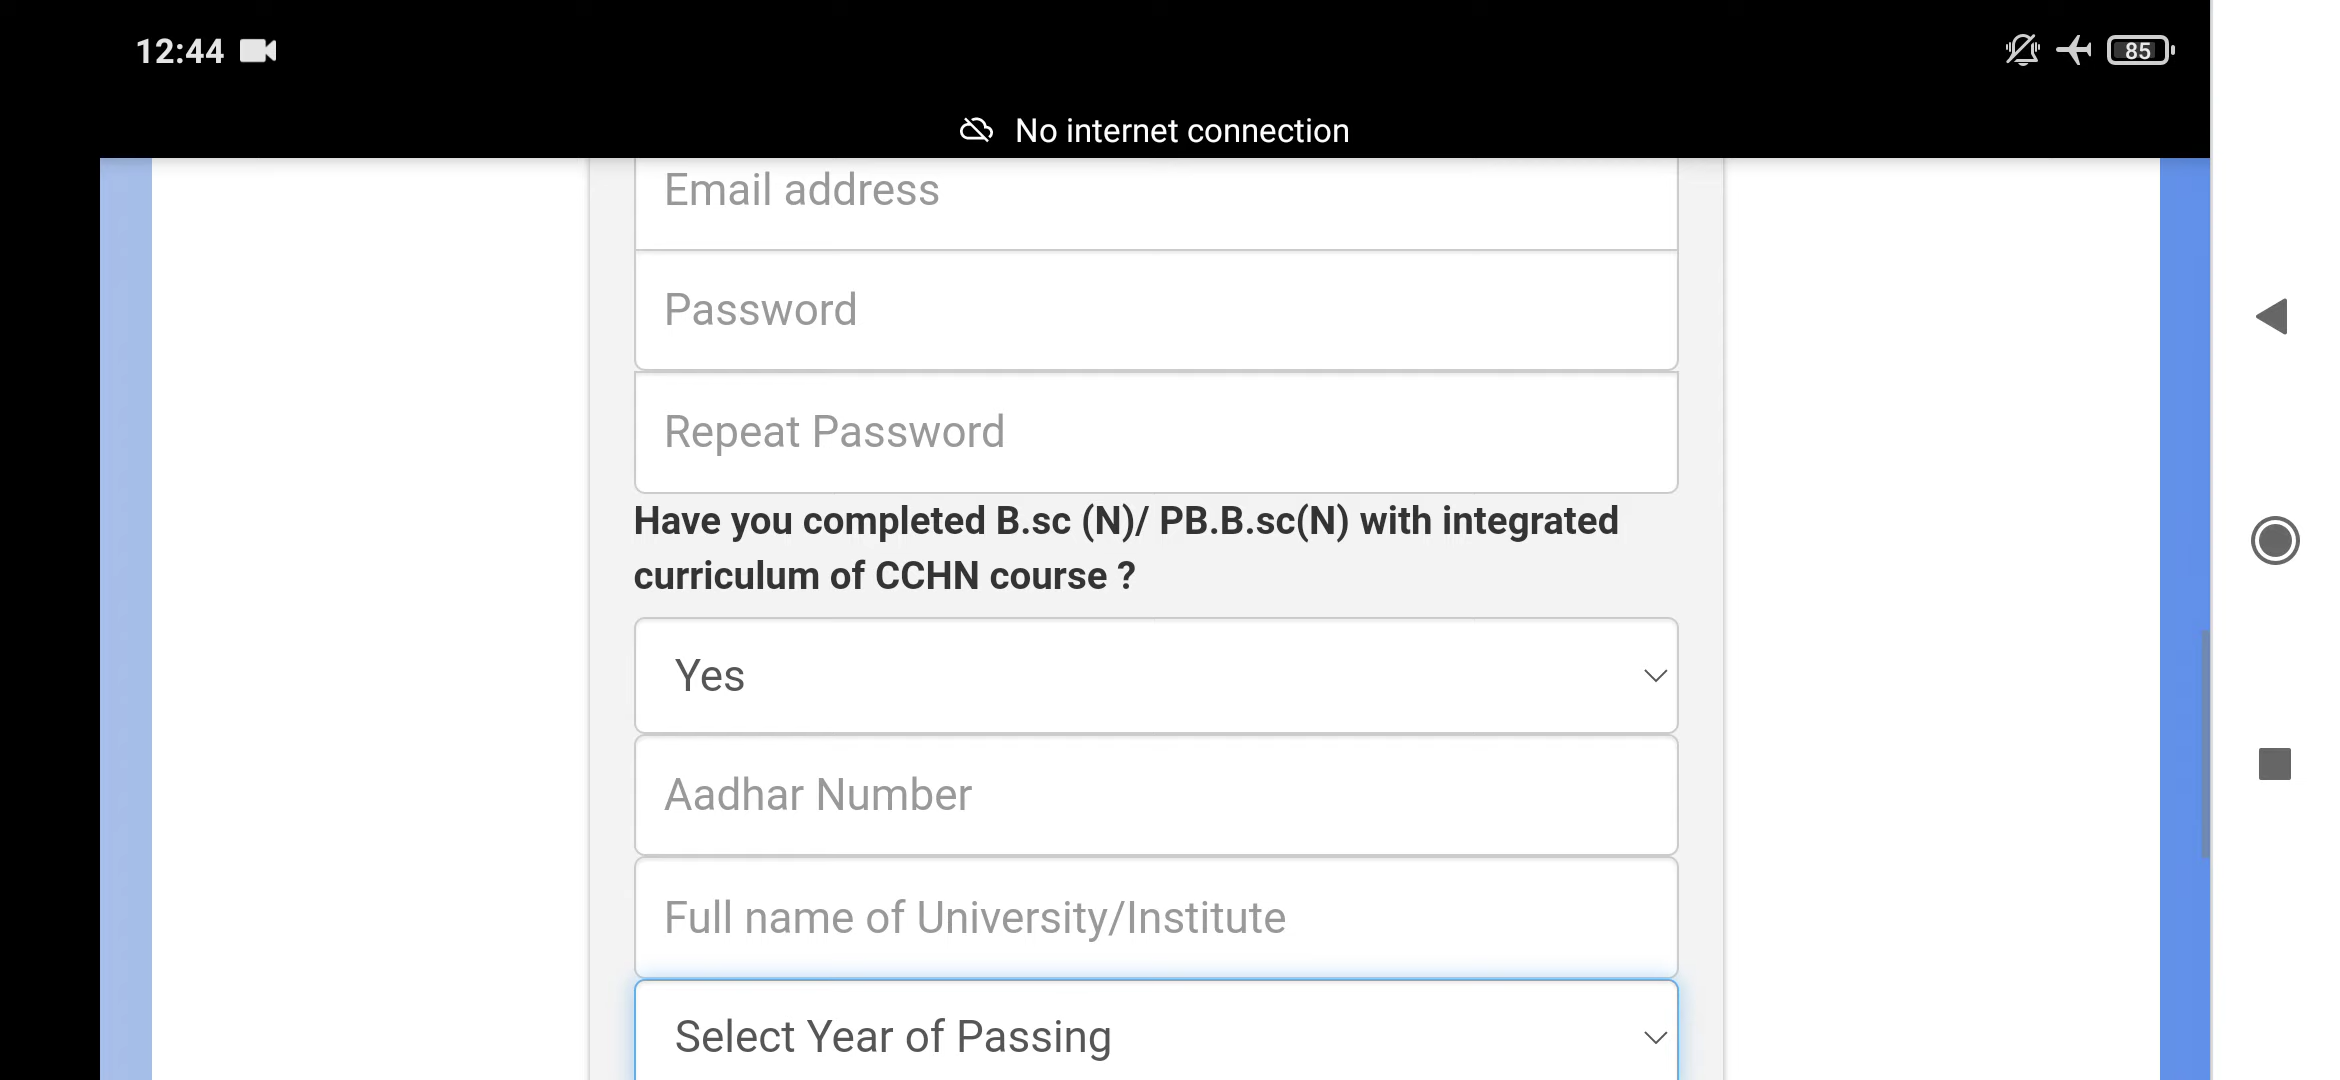 12:44
85
No internet connection
Email address
Password
Repeat Password
Have you completed B.sc (N)/ PB.B.sc(N) with integrated
curriculum of CCHN course ?
Yes
Aadhar Number
Full name of University/Institute
Select Year of Passing